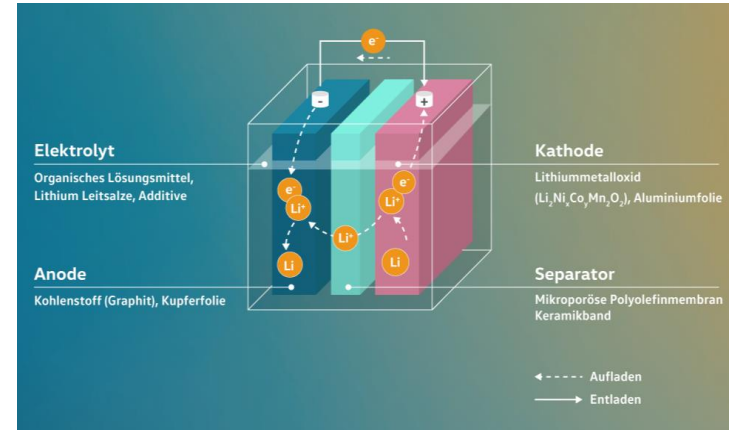 e⁻
-
+
Elektrolyt
Organisches Lösungsmittel,
Lithium Leitsalze, Additive
Kathode
Lithiummetalloxid
(Li₂NiₓCoᵧMn₂O₂), Aluminiumfolie
e⁻
Li⁺
Li
Li⁺
e⁻
Li⁺
Li
Anode
Kohlenstoff (Graphit), Kupferfolie
Separator
Mikroporöse Polyolefinmembran
Keramikband
Aufladen
Entladen